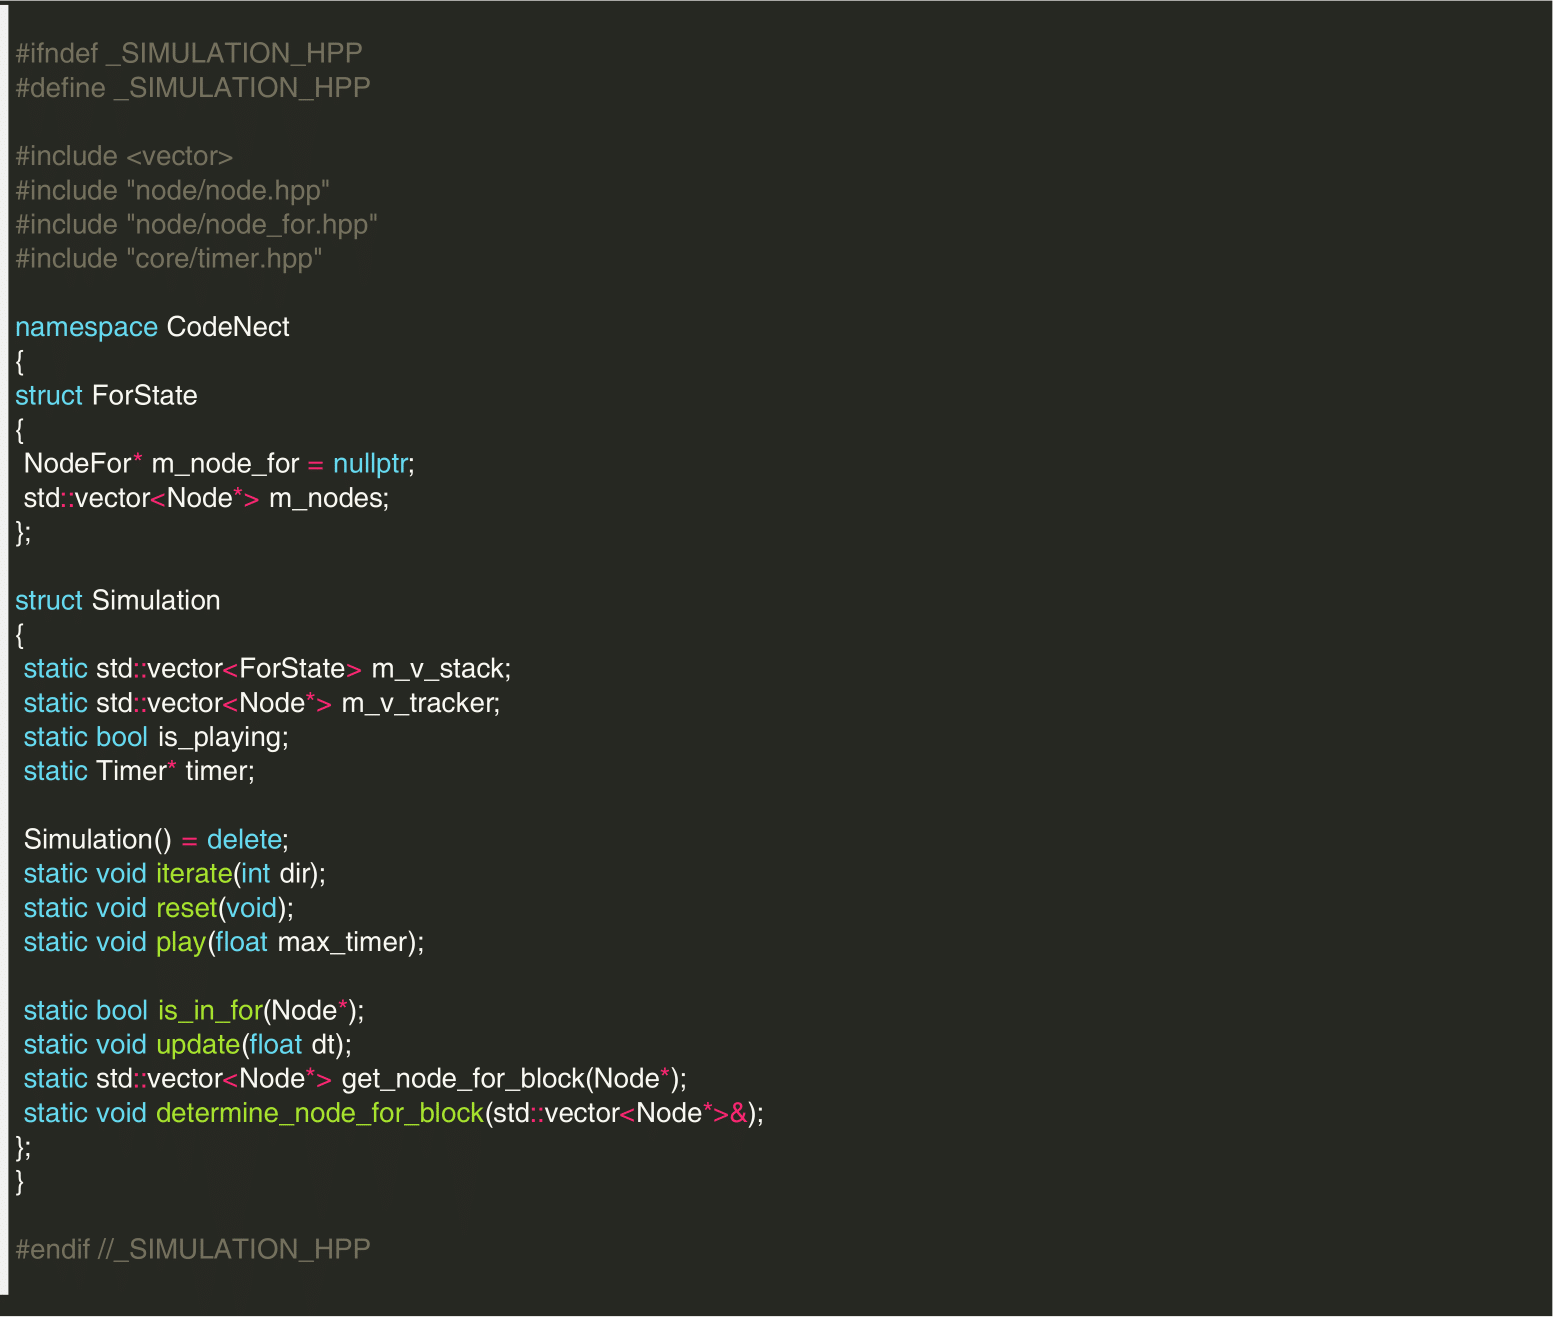 #ifndef _SIMULATION_HPP
#define _SIMULATION_HPP
#include <vector>
#include "node/node.hpp"
#include "node/node_for.hpp"
#include "core/timer.hpp"
namespace CodeNect
{
struct ForState
{
NodeFor* m_node_for = nullptr;
std::vector<Node*> m_nodes;
};
struct Simulation
{
static std::vector<ForState> m_v_stack;
static std::vector<Node*> m_v_tracker;
static bool is_playing;
static Timer* timer;
Simulation() = delete;
static void iterate(int dir);
static void reset(void);
static void play(float max_timer);
static bool is_in_for(Node*);
static void update(float dt);
static std::vector<Node*> get_node_for_block(Node*);
static void determine_node_for_block(std::vector<Node*>&);
};
}
#endif //_SIMULATION_HPP